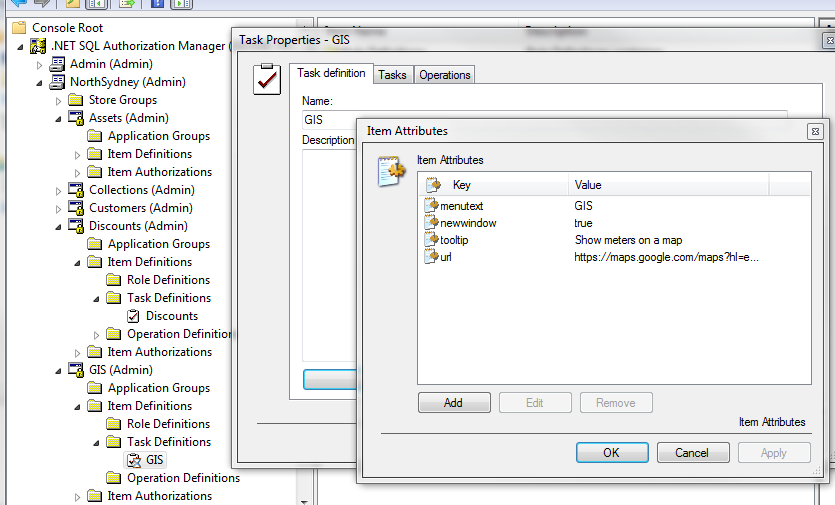 Console Root
.NET SQL Authorization Manager (
Admin (Admin)
NorthSydney (Admin)
Store Groups
Assets (Admin)
Application Groups
Item Definitions
Item Authorizations
Collections (Admin)
Customers (Admin)
Discounts (Admin)
Application Groups
Item Definitions
Role Definitions
Task Definitions
Discounts
Operation Definition
Item Authorizations
GIS (Admin)
Application Groups
Item Definitions
Role Definitions
Task Definitions
GIS
Operation Definitions
Item Authorizations
Task Properties - GIS
Task definition Tasks Operations
Name:
GIS
Description
Item Attributes
Item Attributes
Key Value
menutext GIS
newwindow true
tooltip Show meters on a map
url https://maps.google.com/maps?hl=e...
Add Edit Remove
Item Attributes
OK Cancel Apply